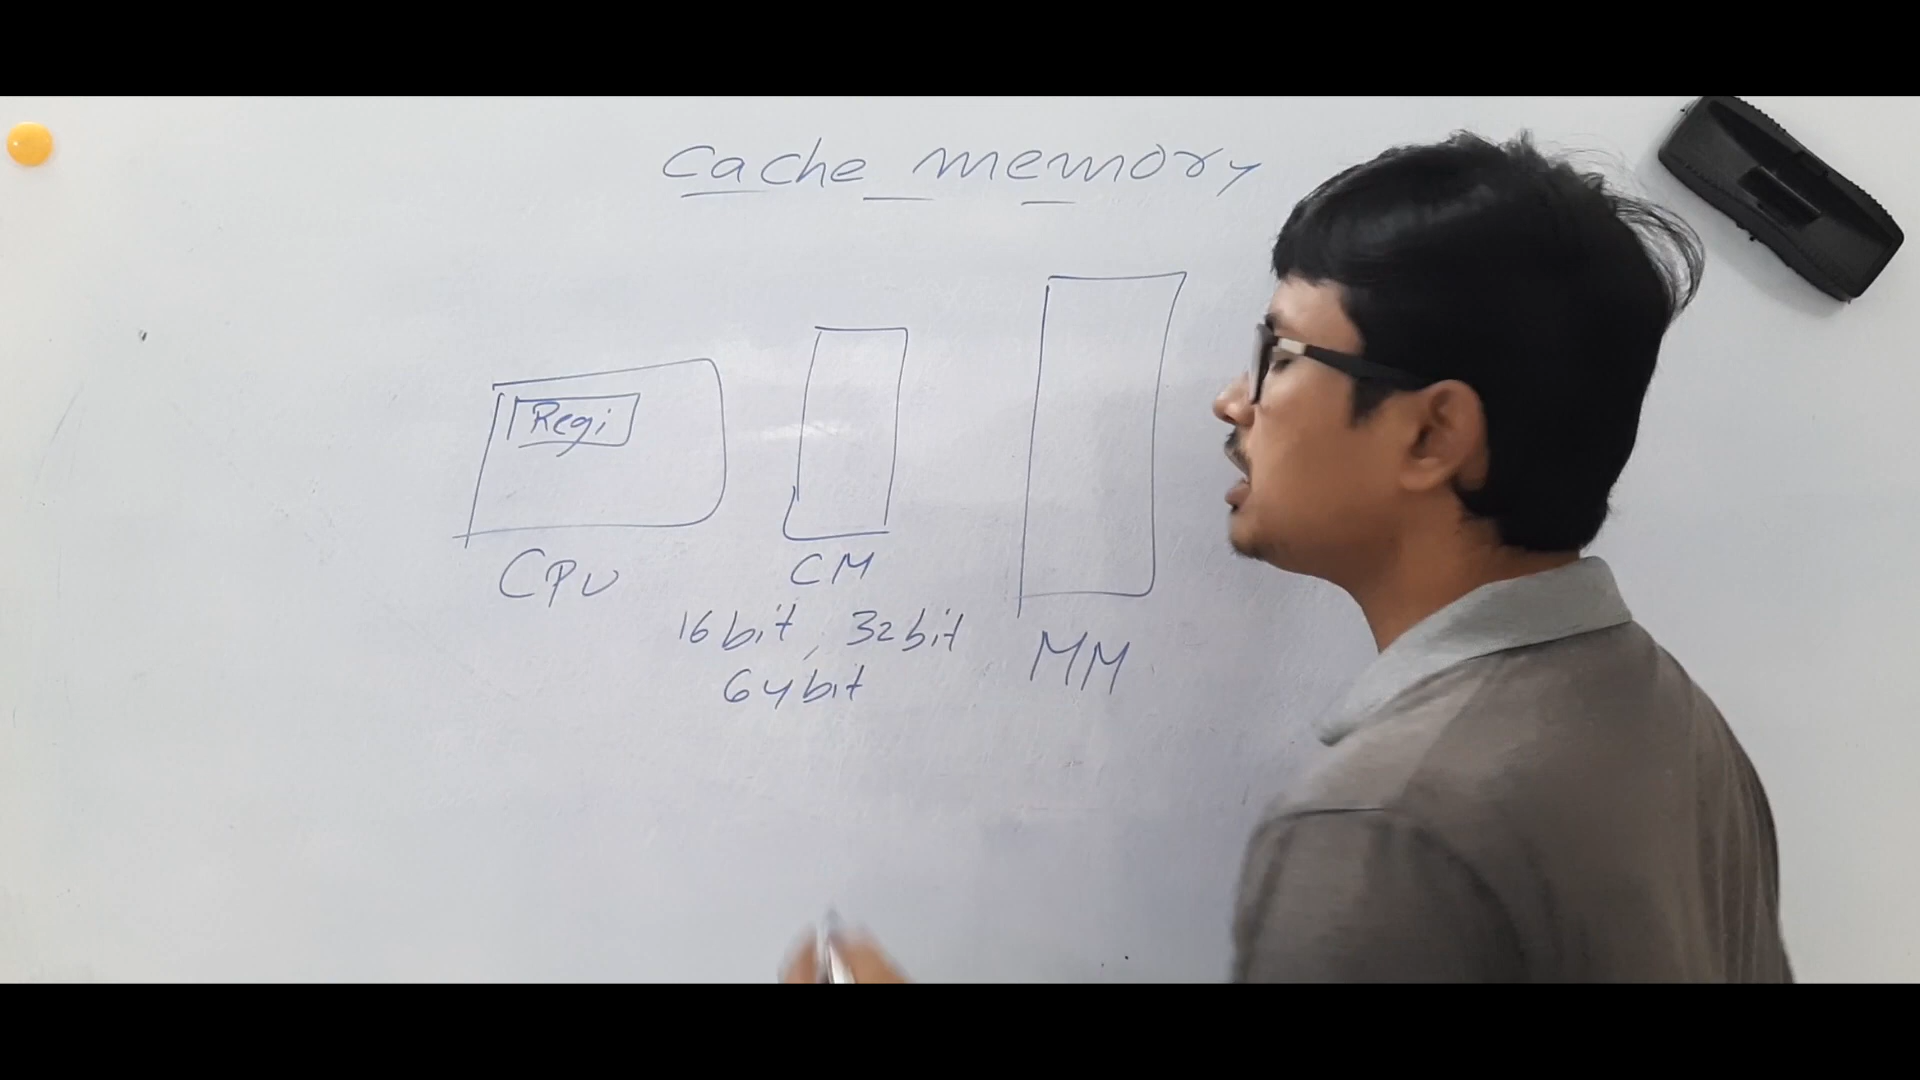 Cache memory
Regi
CPU
CM
16 bit, 32 bit
64 bit
MM